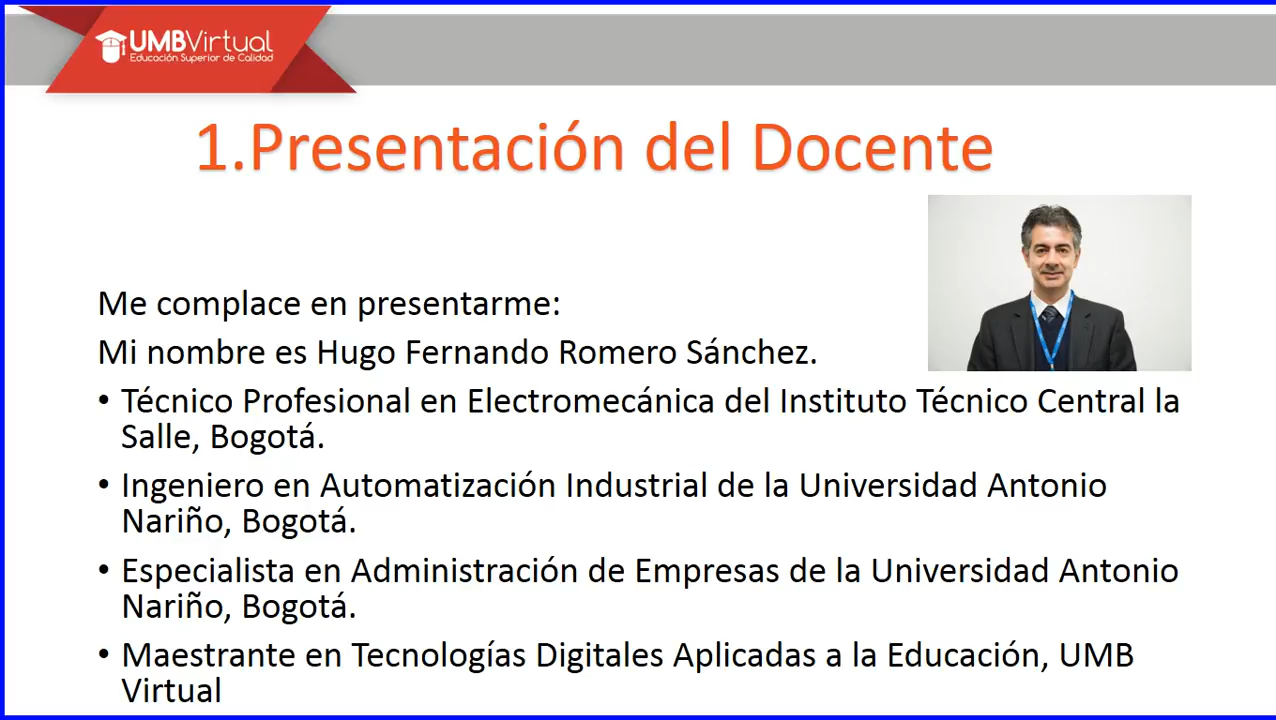 UMBVirtual
Educación Superior de Calidad
1.Presentación del Docente
Me complace en presentarme:
Mi nombre es Hugo Fernando Romero Sánchez.
• Técnico Profesional en Electromecánica del Instituto Técnico Central la
Salle, Bogotá.
• Ingeniero en Automatización Industrial de la Universidad Antonio
Nariño, Bogotá.
• Especialista en Administración de Empresas de la Universidad Antonio
Nariño, Bogotá.
• Maestrante en Tecnologías Digitales Aplicadas a la Educación, UMB
Virtual